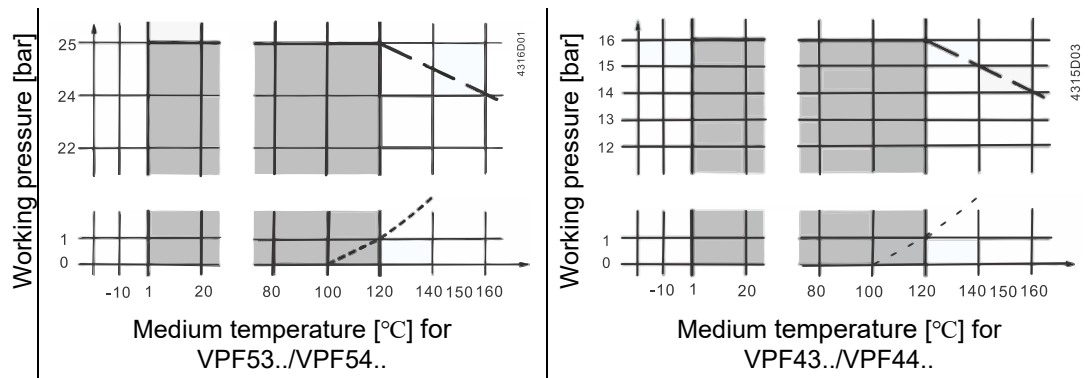 Working pressure [bar]
25
24
22
1
0
-10 1 20 80 100 120 140 150 160
4316D01
Medium temperature [°C] for
VPF53../VPF54..
Working pressure [bar]
16
15
14
13
12
1
0
-10 1 20 80 100 120 140 150 160
4315D03
Medium temperature [°C] for
VPF43../VPF44..